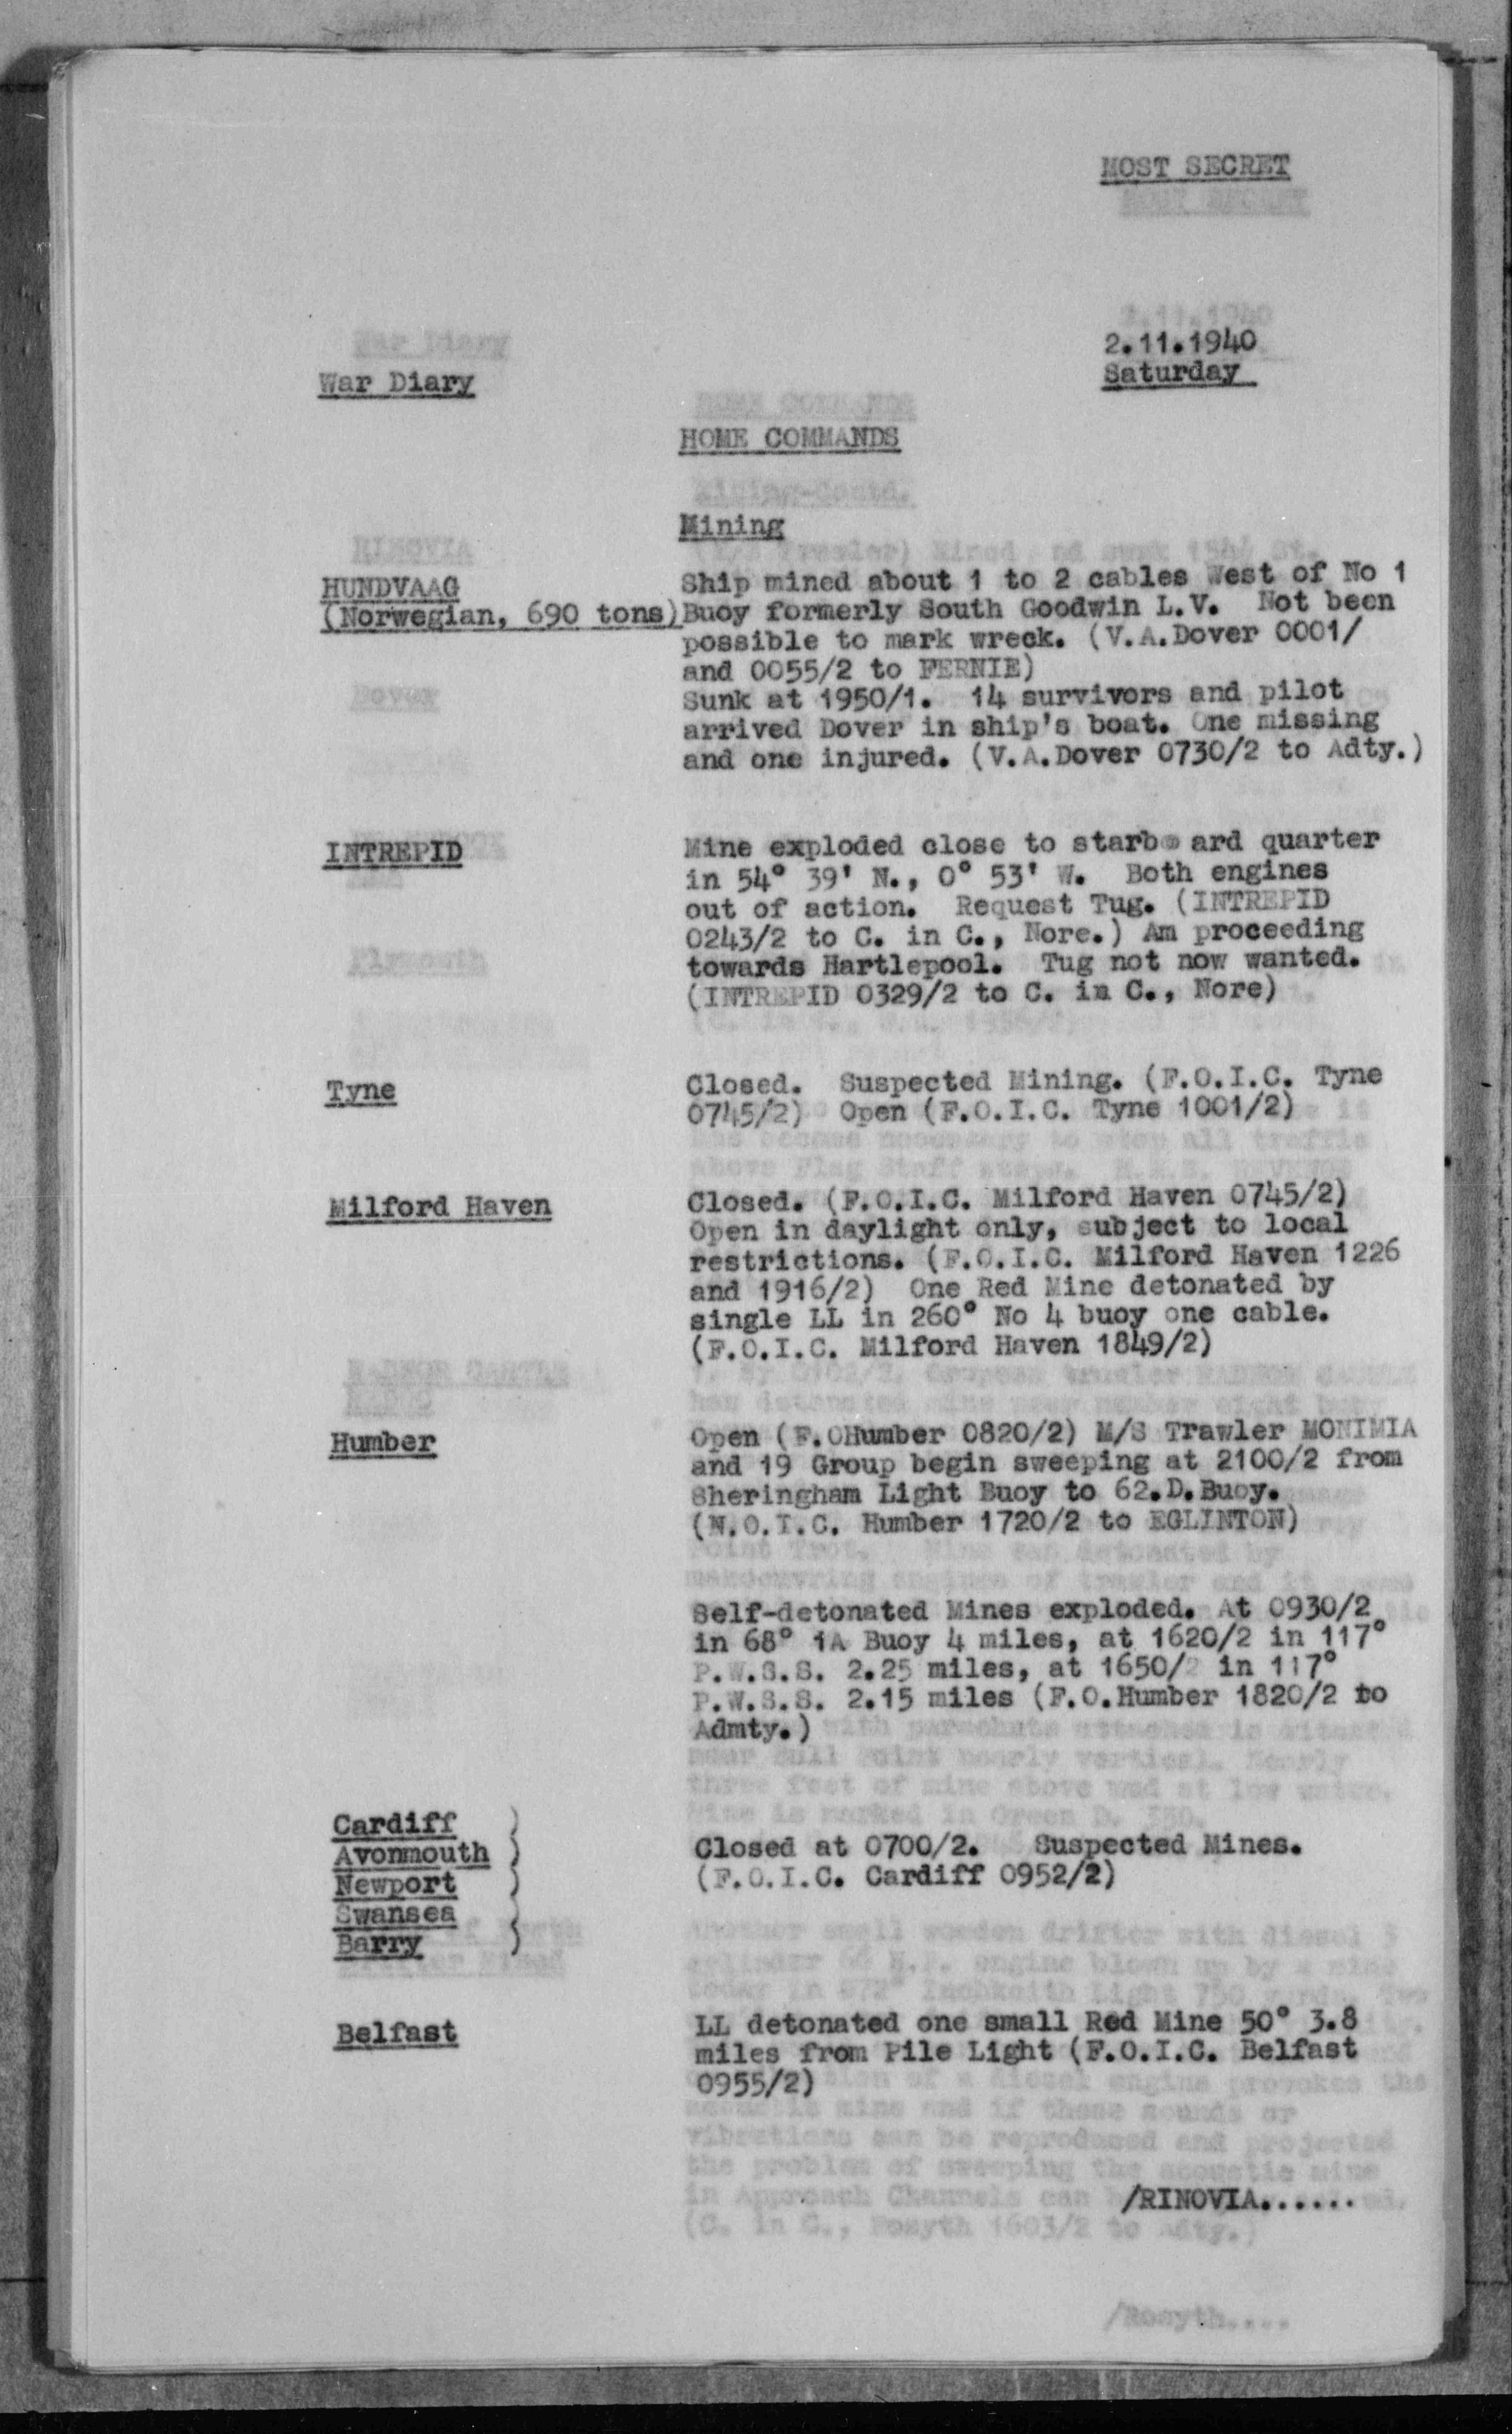 MOST SECRET
2.11.1940
War Diary
Saturday
HOME COMMANDS
Mining
HUNDVAAG
(Norwegian, 690 tons)
Ship mined about 1 to 2 cables West of No 1
Buoy formerly South Goodwin L.V. Not been
possible to mark wreck. (V.A.Dover 0001/
and 0055/2 to FERNIE)
Sunk at 1950/1. 14 survivors and pilot
arrived Dover in ship's boat. One missing
and one injured. (V.A.Dover 0730/2 to Adty.)
INTREPID
Mine exploded close to starbo ard quarter
in 54° 39' N., 0° 53' W. Both engines
out of action. Request Tug. (INTREPID
0243/2 to C. in C., Nore.) Am proceeding
towards Hartlepool. Tug not now wanted.
(INTREPID 0329/2 to C. in C., Nore)
Tyne
Closed. Suspected Mining. (F.O.I.C. Tyne
0745/2) Open (F.O.I.C. Tyne 1001/2)
Milford Haven
Closed. (F.O.I.C. Milford Haven 0745/2)
Open in daylight only, subject to local
restrictions. (F.O.I.C. Milford Haven 1226
and 1916/2) One Red Mine detonated by
single LL in 260° No 4 buoy one cable.
(F.O.I.C. Milford Haven 1849/2)
Humber
Open (F.OHumber 0820/2) M/S Trawler MONIMIA
and 19 Group begin sweeping at 2100/2 from
Sheringham Light Buoy to 62.D.Buoy.
(N.O.I.C. Humber 1720/2 to EGLINTON)
Self-detonated Mines exploded. At 0930/2
in 68° 1A Buoy 4 miles, at 1620/2 in 117°
P.W.S.S. 2.25 miles, at 1650/2 in 117°
P.W.S.S. 2.15 miles (F.O.Humber 1820/2 to
Admty.)
Cardiff )
Avonmouth )
Newport )
Swansea )
Barry )
Closed at 0700/2. Suspected Mines.
(F.O.I.C. Cardiff 0952/2)
Belfast
LL detonated one small Red Mine 50° 3.8
miles from Pile Light (F.O.I.C. Belfast
0955/2)
/RINOVIA......